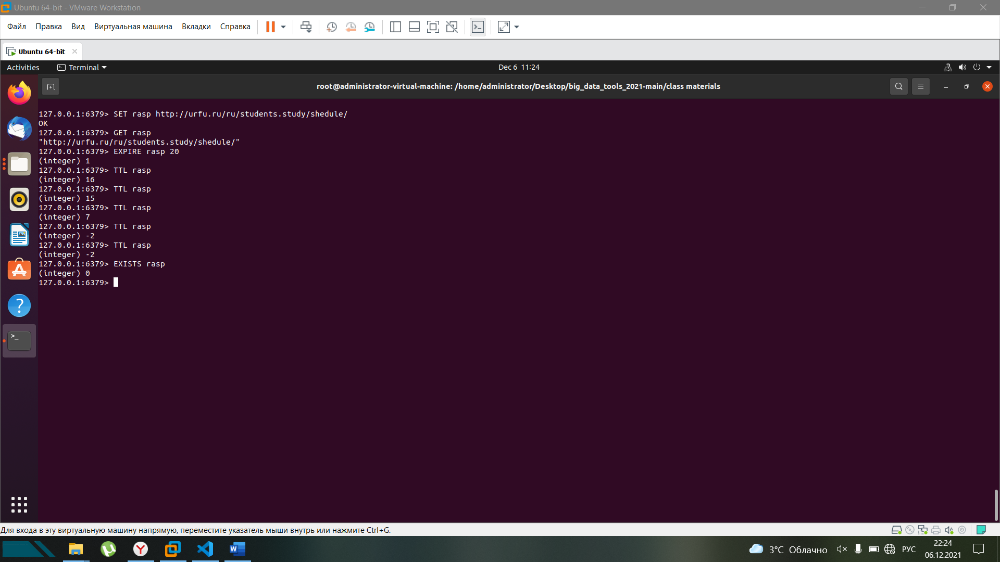 Ubuntu 64-bit - VMware Workstation
Файл Правка Вид Виртуальная машина Вкладки Справка
Ubuntu 64-bit
Activities Terminal Dec 6 11:24
root@administrator-virtual-machine: /home/administrator/Desktop/big_data_tools_2021-main/class materials
127.0.0.1:6379> SET rasp http://urfu.ru/ru/students.study/shedule/
OK
127.0.0.1:6379> GET rasp
"http://urfu.ru/ru/students.study/shedule/"
127.0.0.1:6379> EXPIRE rasp 20
(integer) 1
127.0.0.1:6379> TTL rasp
(integer) 16
127.0.0.1:6379> TTL rasp
(integer) 15
127.0.0.1:6379> TTL rasp
(integer) 7
127.0.0.1:6379> TTL rasp
(integer) -2
127.0.0.1:6379> TTL rasp
(integer) -2
127.0.0.1:6379> EXISTS rasp
(integer) 0
127.0.0.1:6379>
Для входа в эту виртуальную машину напрямую, переместите указатель мыши внутрь или нажмите Ctrl+G.
3°C Облачно РУС 22:24
06.12.2021